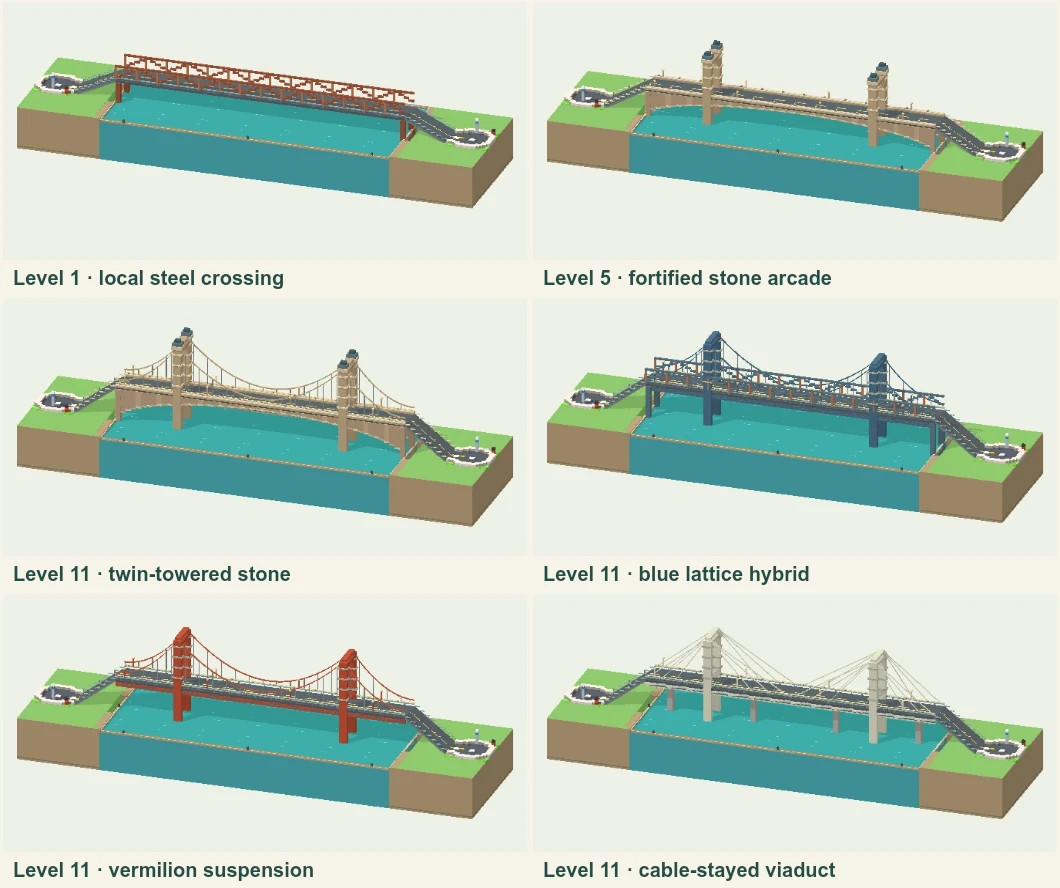 Level 1 · local steel crossing
Level 5 · fortified stone arcade
Level 11 · twin-towered stone
Level 11 · blue lattice hybrid
Level 11 · vermilion suspension
Level 11 · cable-stayed viaduct